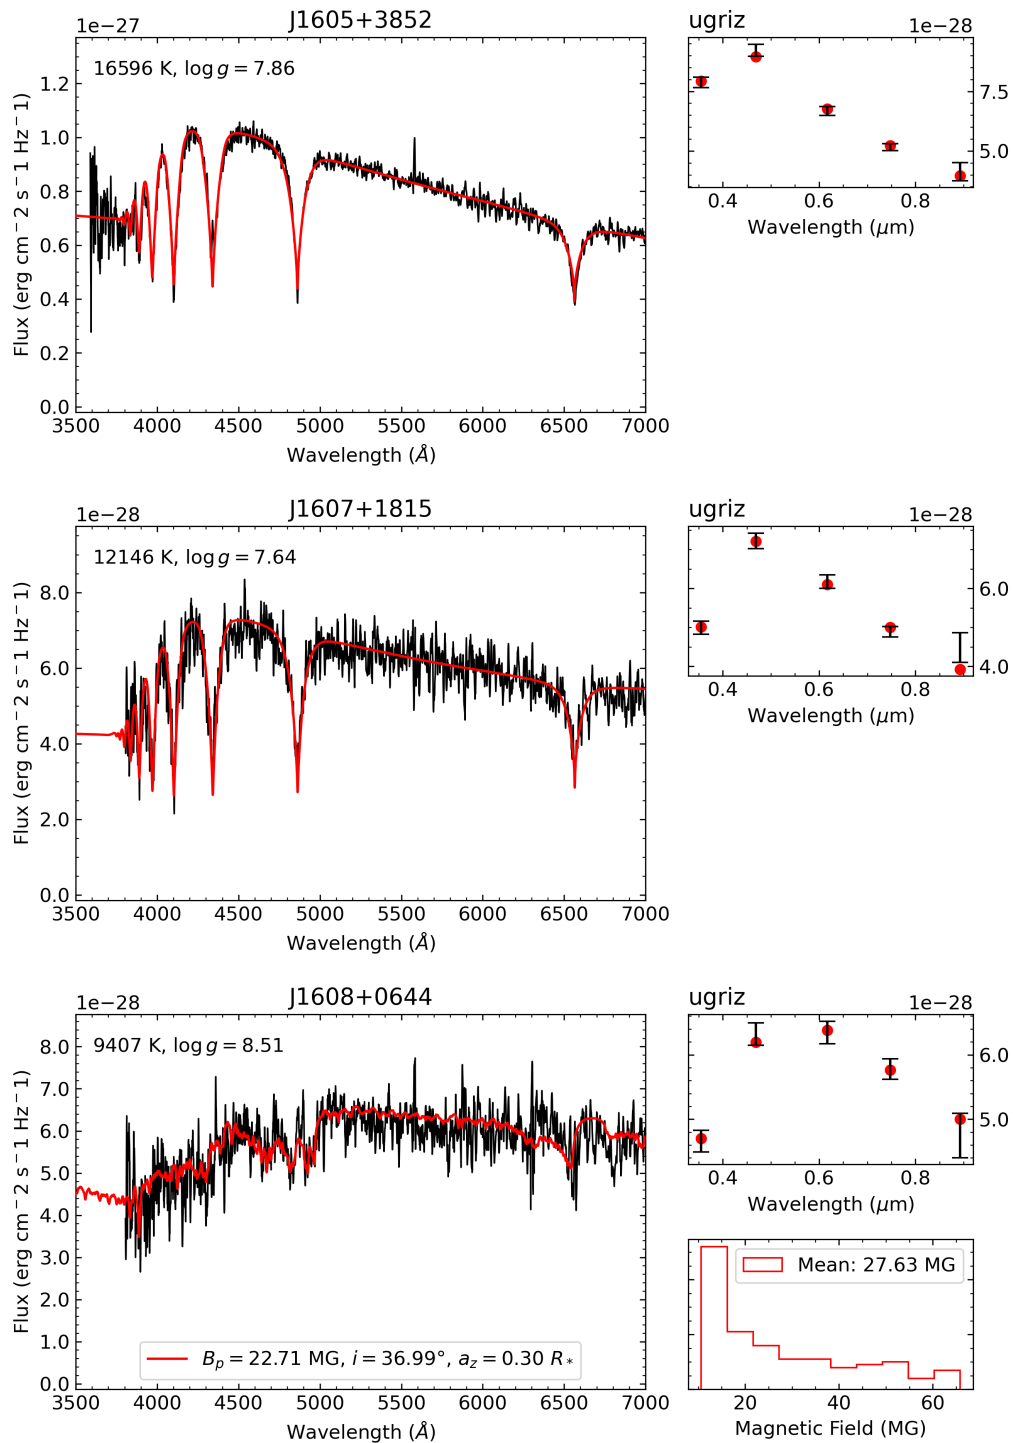 J1605+3852
1e−27
16596 K, log g = 7.86
Flux (erg cm−2 s−1 Hz−1)
1.2
1.0
0.8
0.6
0.4
0.2
0.0
3500 4000 4500 5000 5500 6000 6500 7000
Wavelength (Å)
ugriz 1e−28
7.5
5.0
0.4 0.6 0.8
Wavelength (μm)
J1607+1815
1e−28
12146 K, log g = 7.64
Flux (erg cm−2 s−1 Hz−1)
8.0
6.0
4.0
2.0
0.0
3500 4000 4500 5000 5500 6000 6500 7000
Wavelength (Å)
ugriz 1e−28
6.0
4.0
0.4 0.6 0.8
Wavelength (μm)
J1608+0644
1e−28
9407 K, log g = 8.51
Flux (erg cm−2 s−1 Hz−1)
8.0
7.0
6.0
5.0
4.0
3.0
2.0
1.0
0.0
B_p = 22.71 MG, i = 36.99°, a_z = 0.30 R_*
3500 4000 4500 5000 5500 6000 6500 7000
Wavelength (Å)
ugriz 1e−28
6.0
5.0
0.4 0.6 0.8
Wavelength (μm)
Mean: 27.63 MG
20 40 60
Magnetic Field (MG)